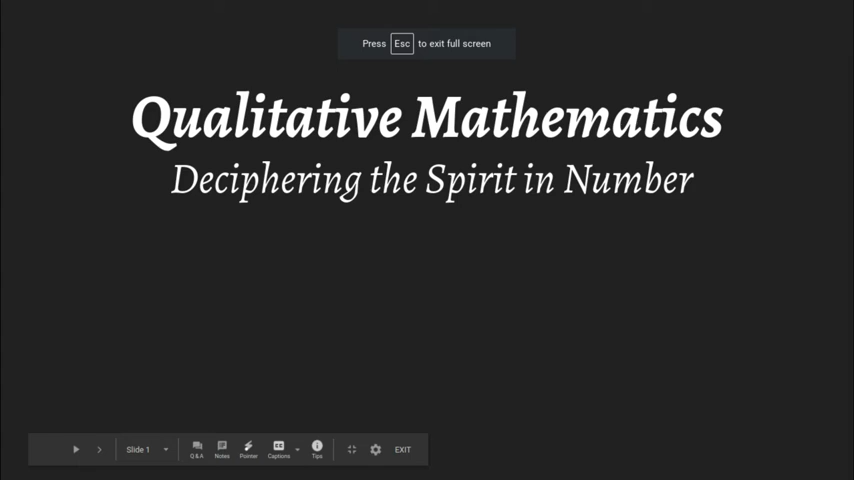 Press Esc to exit full screen
Qualitative Mathematics
Deciphering the Spirit in Number
Slide 1
Q & A
Notes
Pointer
CC
Captions
Tips
EXIT